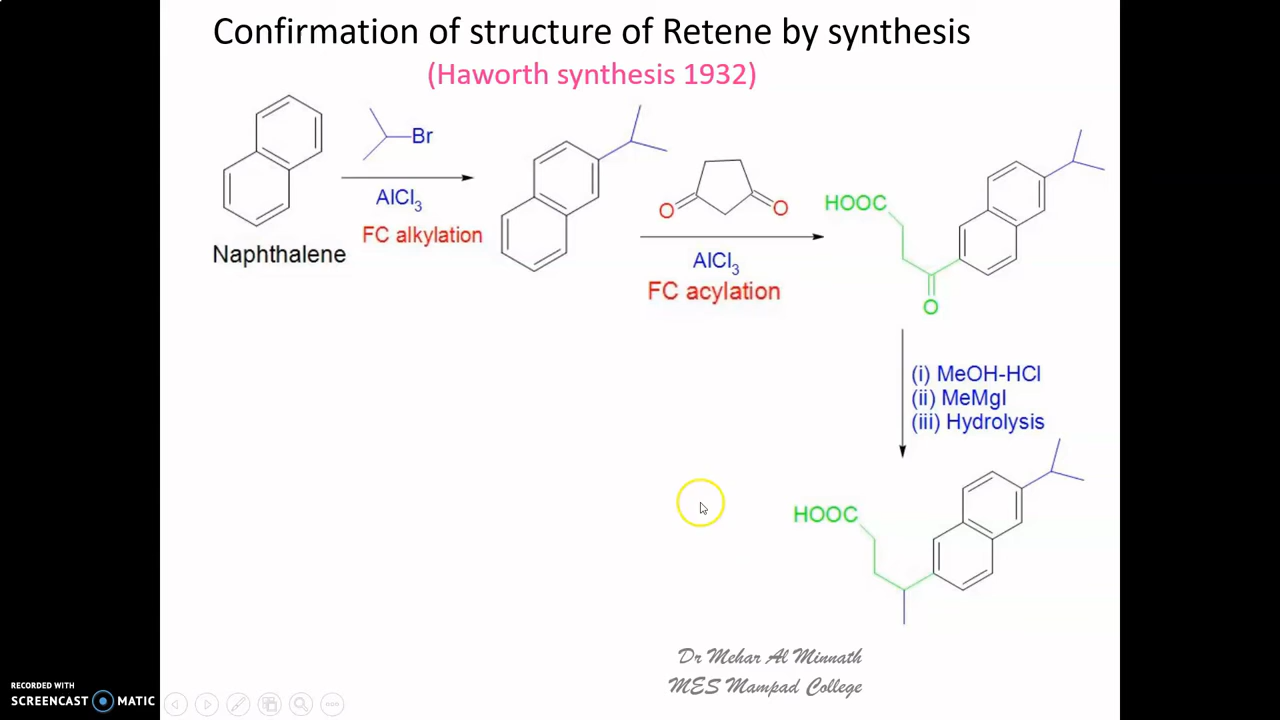 Confirmation of structure of Retene by synthesis
(Haworth synthesis 1932)
Br
AlCl3
FC alkylation
Naphthalene
O
O
AlCl3
FC acylation
HOOC
O
(i) MeOH-HCl
(ii) MeMgI
(iii) Hydrolysis
HOOC
Dr Mehar Al Minnath
MES Mampad College
RECORDED WITH
SCREENCAST MATIC